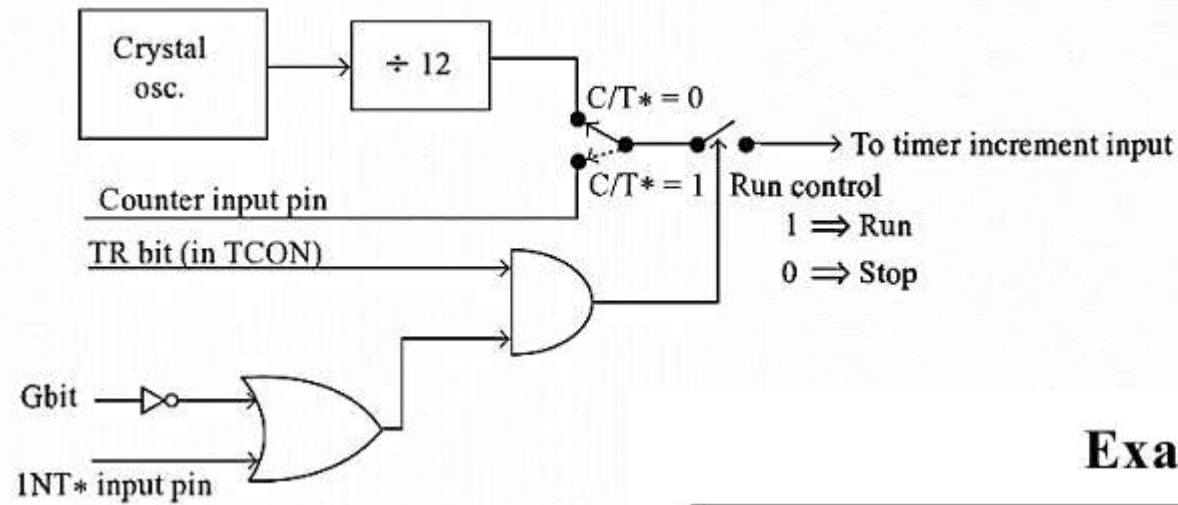 Crystal
osc.
÷ 12
C/T* = 0
To timer increment input
C/T* = 1
Run control
Counter input pin
1 ⇒ Run
TR bit (in TCON)
0 ⇒ Stop
Gbit
1NT* input pin
Exa